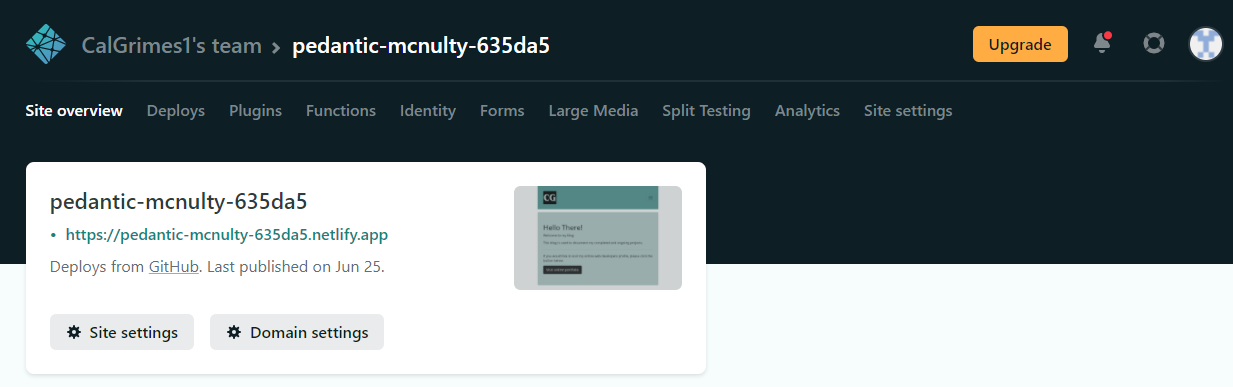 CalGrimes1's team > pedantic-mcnulty-635da5
Upgrade
Site overview Deploys Plugins Functions Identity Forms Large Media Split Testing Analytics Site settings
pedantic-mcnulty-635da5
• https://pedantic-mcnulty-635da5.netlify.app
Deploys from GitHub. Last published on Jun 25.
Site settings Domain settings
CG
Hello There!